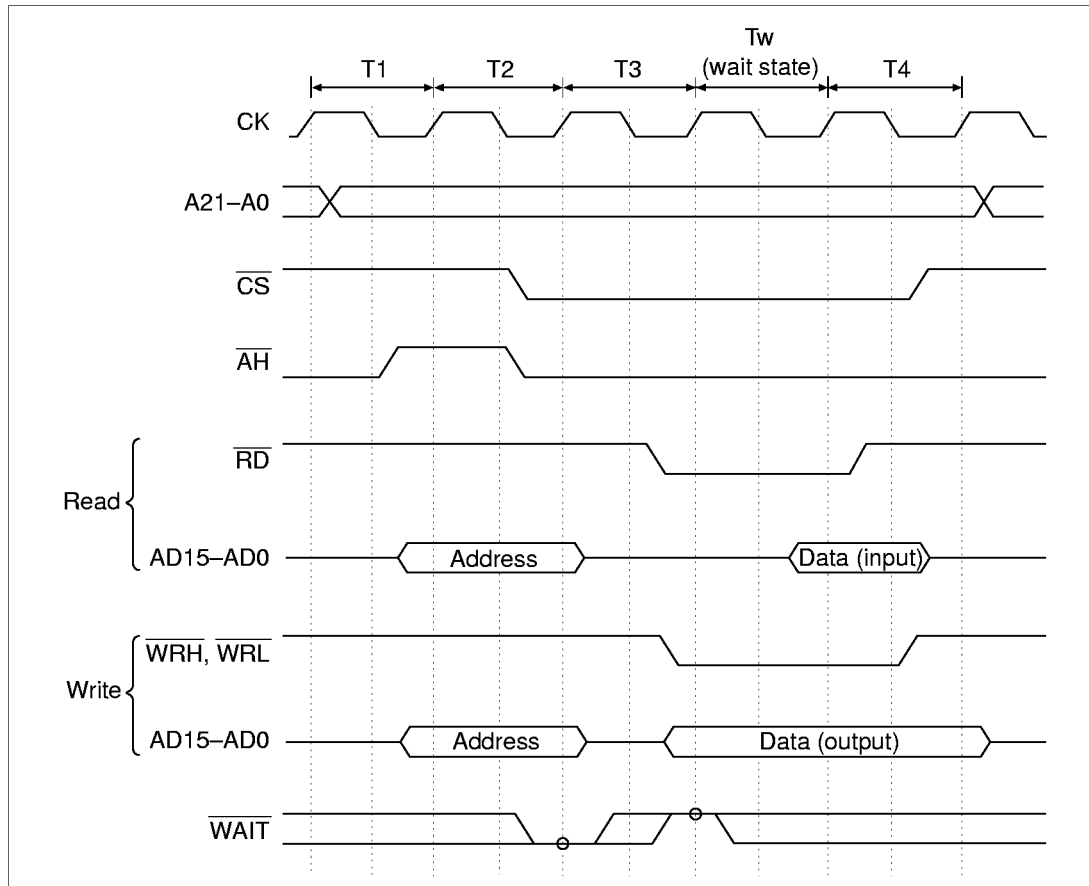 Tw
T1 T2 T3 (wait state) T4
CK
A21–A0
CS
AH
RD
Read
AD15–AD0 Address Data (input)
WRH, WRL
Write
AD15–AD0 Address Data (output)
WAIT